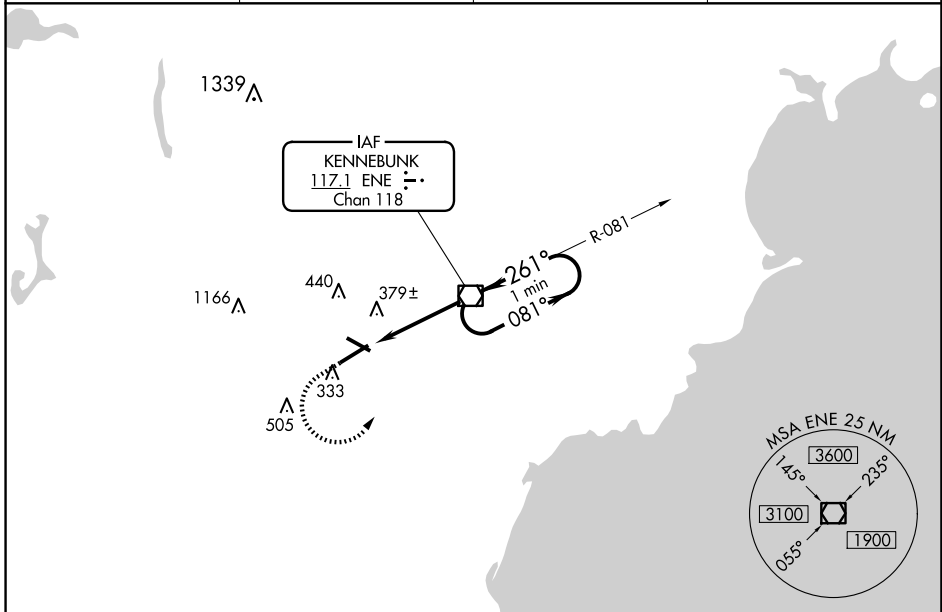 1339
IAF
KENNEBUNK
117.1 ENE
Chan 118
R-081
261°
1 min
081°
440
379±
1166
333
505
MSA ENE 25 NM
3600
145°
235°
3100
055°
1900